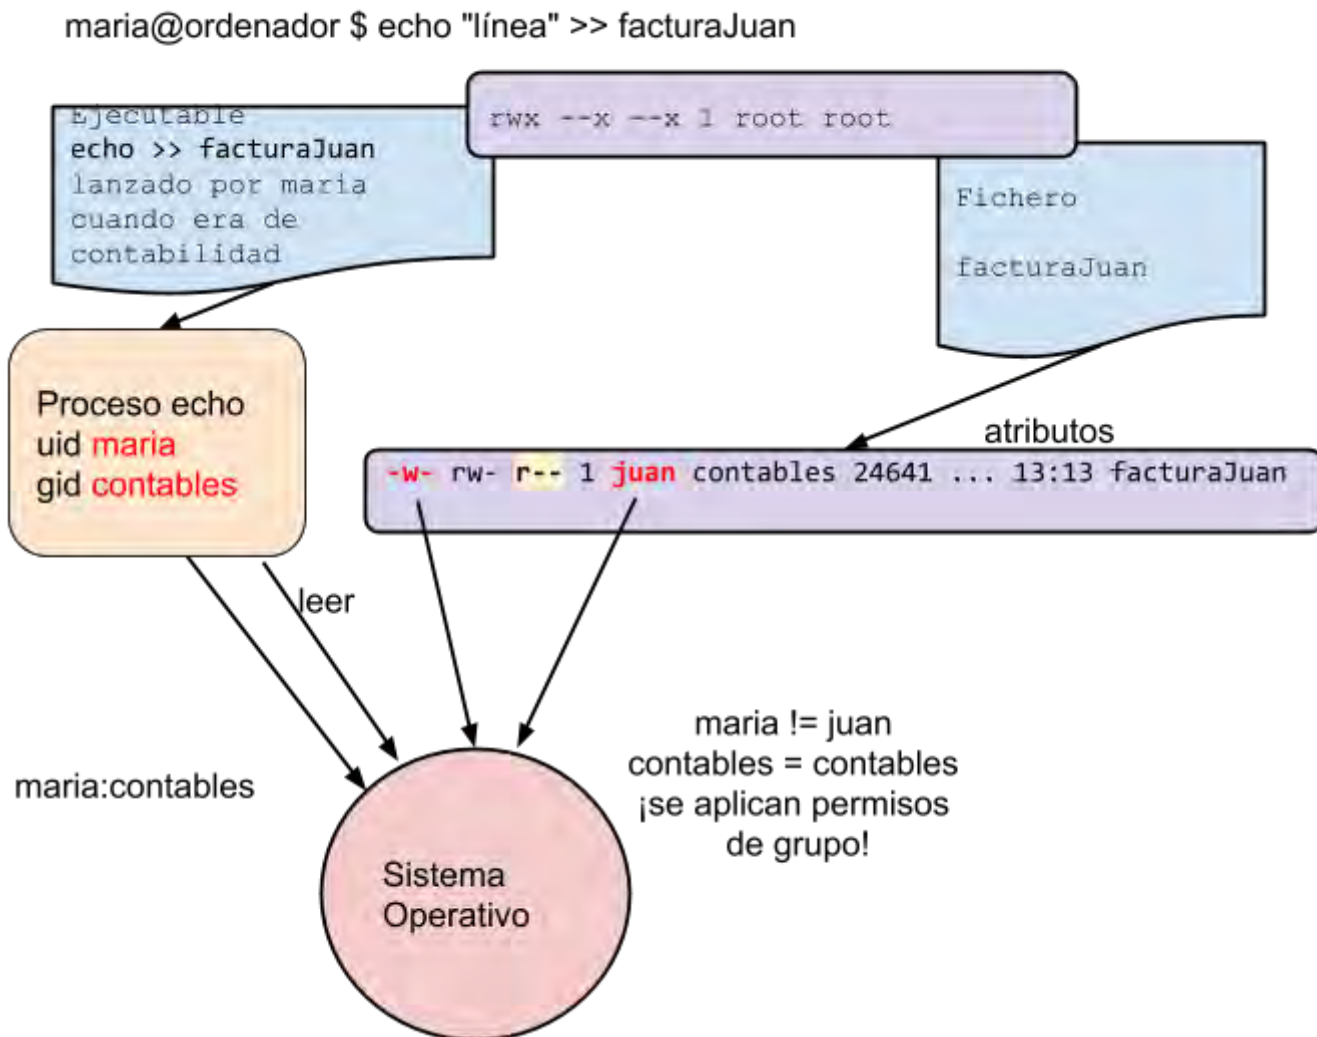 maria@ordenador $ echo "línea" >> facturaJuan
rwx --x --x 1 root root
Ejecutable
echo >> facturaJuan
lanzado por maria
cuando era de
contabilidad
Fichero
facturaJuan
Proceso echo
uid maria
gid contables
atributos
-w- rw- r-- 1 juan contables 24641 ... 13:13 facturaJuan
leer
maria:contables
maria != juan
contables = contables
¡se aplican permisos
de grupo!
Sistema
Operativo